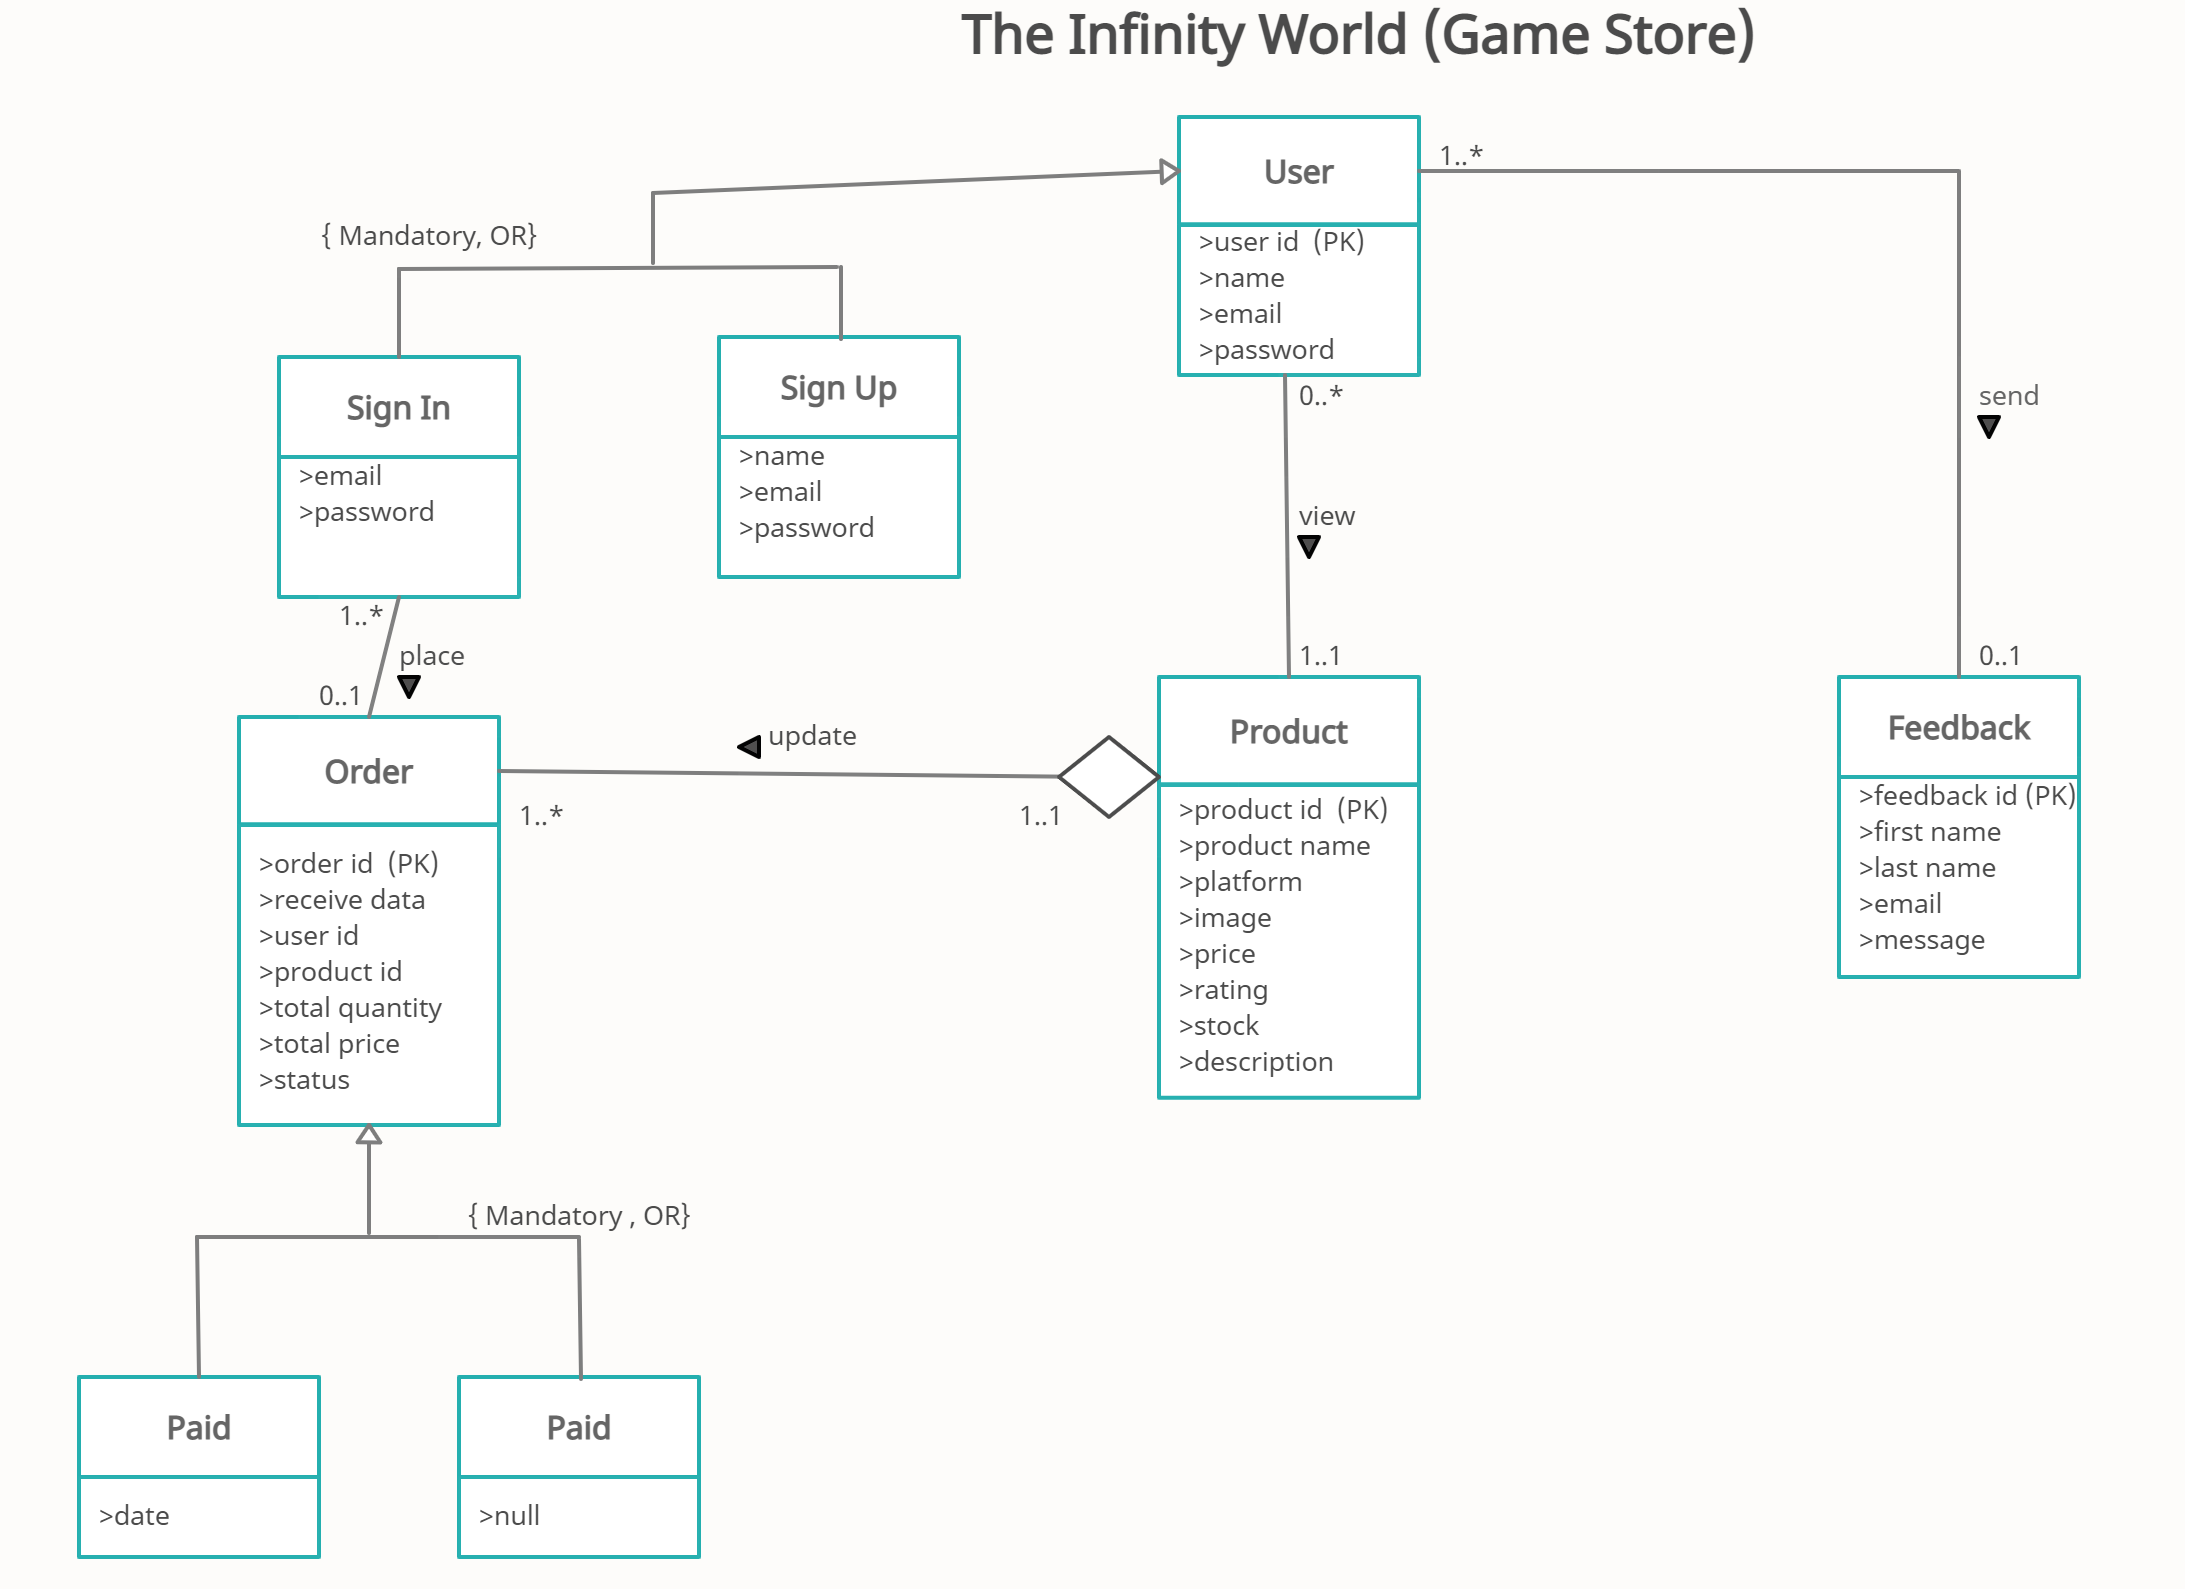 The Infinity World (Game Store)
User
>user id  (PK)
>name
>email
>password
1..*
0..*
{ Mandatory, OR}
Sign In
>email
>password
Sign Up
>name
>email
>password
send
view
1..*
place
0..1
1..1
0..1
Order
>order id  (PK)
>receive data
>user id
>product id
>total quantity
>total price
>status
update
1..*
1..1
Product
>product id  (PK)
>product name
>platform
>image
>price
>rating
>stock
>description
Feedback
>feedback id (PK)
>first name
>last name
>email
>message
{ Mandatory , OR}
Paid
>date
Paid
>null